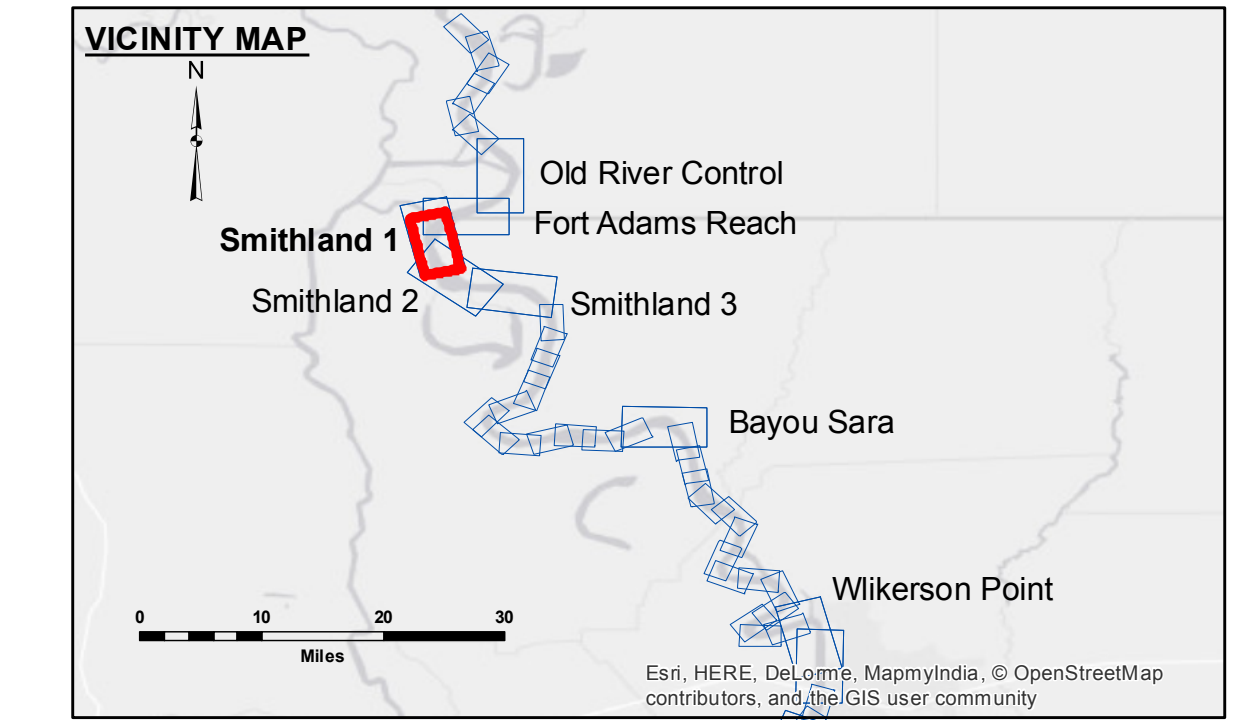 VICINITY MAP
N
Old River Control
Fort Adams Reach
Smithland 1
Smithland 2
Smithland 3
Bayou Sara
Wlikerson Point
0 10 20 30
Miles
Esri, HERE, DeLorme, MapmyIndia, © OpenStreetMap
contributors, and the GIS user community